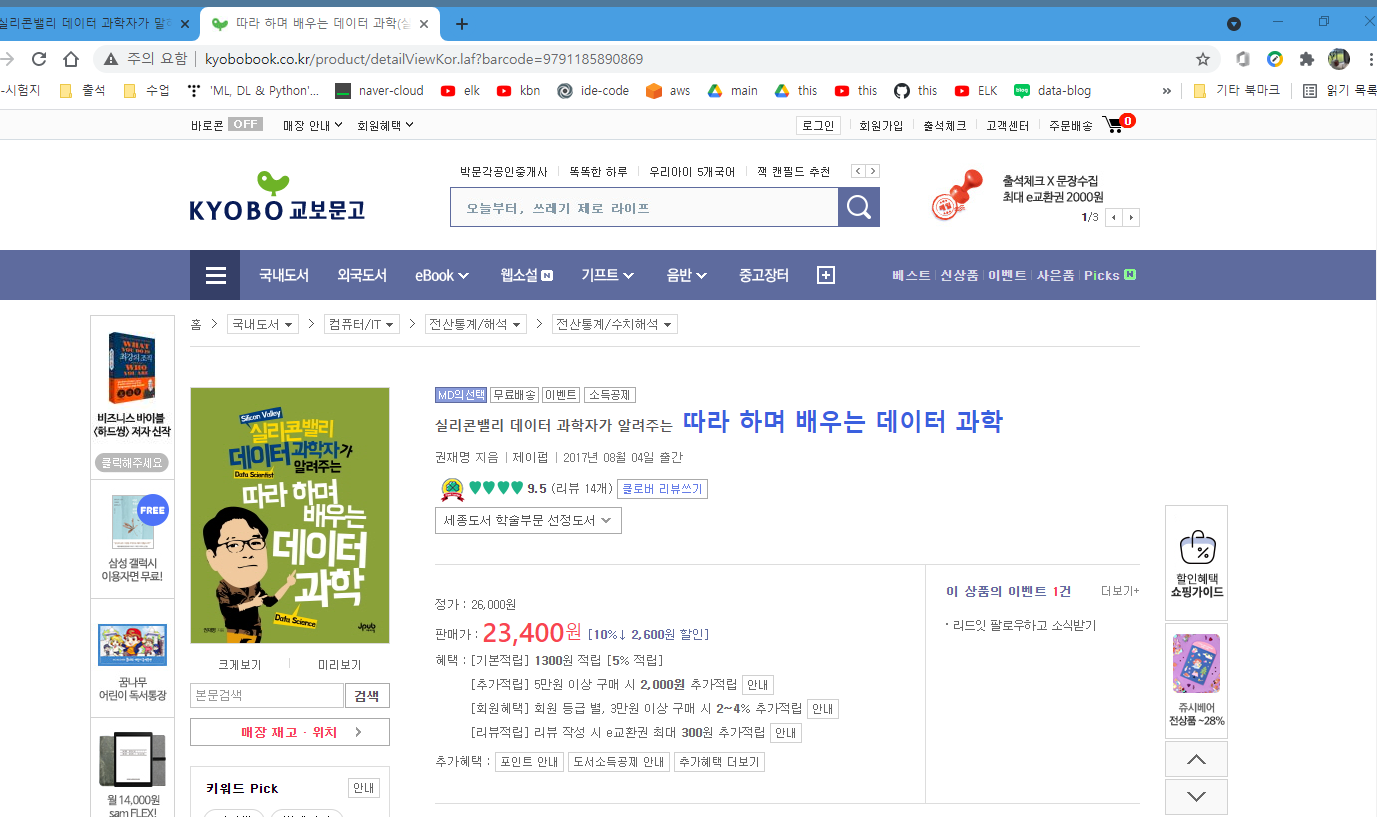 실리콘밸리 데이터 과학자가 알
따라 하며 배우는 데이터 과학(실
주의 요함 kyobobook.co.kr/product/detailViewKor.laf?barcode=9791185890869
-시험지 출석 수업 'ML, DL & Python'... naver-cloud elk kbn ide-code aws main this this this ELK data-blog » 기타 북마크 읽기 목록
바로콘 OFF 매장 안내 회원혜택 로그인 회원가입 출석체크 고객센터 주문배송 0
박문각공인중개사 똑똑한 하루 우리아이 5개국어 잭 캔필드 추천
KYOBO 교보문고
오늘부터, 쓰레기 제로 라이프
출석체크 X 문장수집
최대 e교환권 2000원
1/3
국내도서 외국도서 eBook 웹소설 N 기프트 음반 중고장터 베스트 신상품 이벤트 사은품 Picks N
홈 > 국내도서 > 컴퓨터/IT > 전산통계/해석 > 전산통계/수치해석
WHAT
YOU DO IS
최강의 조직
WHO
YOU ARE
비즈니스 바이블
<하드씽> 저자 신작
클릭해주세요
FREE
삼성 갤럭시
이용자면 무료!
꿈나무
어린이 독서통장
월 14,000원
sam FLEX!
Silicon Valley
실리콘밸리
데이터 과학자가
Data Scientist
알려주는
따라 하며
배우는
데이터
과학
Data Science
Jpub
크게보기 미리보기
본문검색 검색
매장 재고 · 위치 >
키워드 Pick 안내
MD의선택 무료배송 이벤트 소득공제
실리콘밸리 데이터 과학자가 알려주는 따라 하며 배우는 데이터 과학
권재명 지음 | 제이펍 | 2017년 08월 04일 출간
9.5 (리뷰 14개) 클로버 리뷰쓰기
세종도서 학술부문 선정도서
정가 : 26,000원
판매가 : 23,400원 [10%↓ 2,600원 할인]
혜택 : [기본적립] 1300원 적립 [5% 적립]
[추가적립] 5만원 이상 구매 시 2,000원 추가적립 안내
[회원혜택] 회원 등급 별, 3만원 이상 구매 시 2~4% 추가적립 안내
[리뷰적립] 리뷰 작성 시 e교환권 최대 300원 추가적립 안내
추가혜택 : 포인트 안내 도서소득공제 안내 추가혜택 더보기
이 상품의 이벤트 1건 더보기+
· 리드잇 팔로우하고 소식받기
할인혜택
쇼핑가이드
쥬시베어
전상품 ~28%